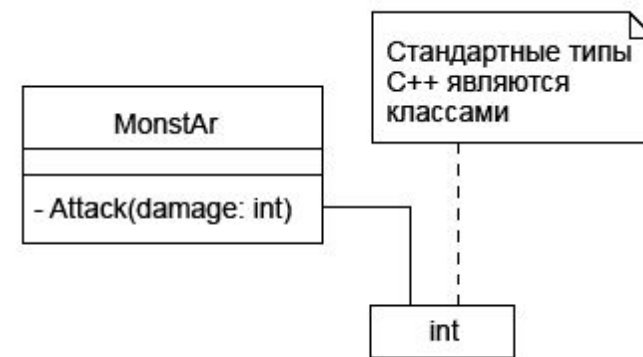 Стандартные типы
C++ являются
классами
MonstAr
- Attack(damage: int)
int